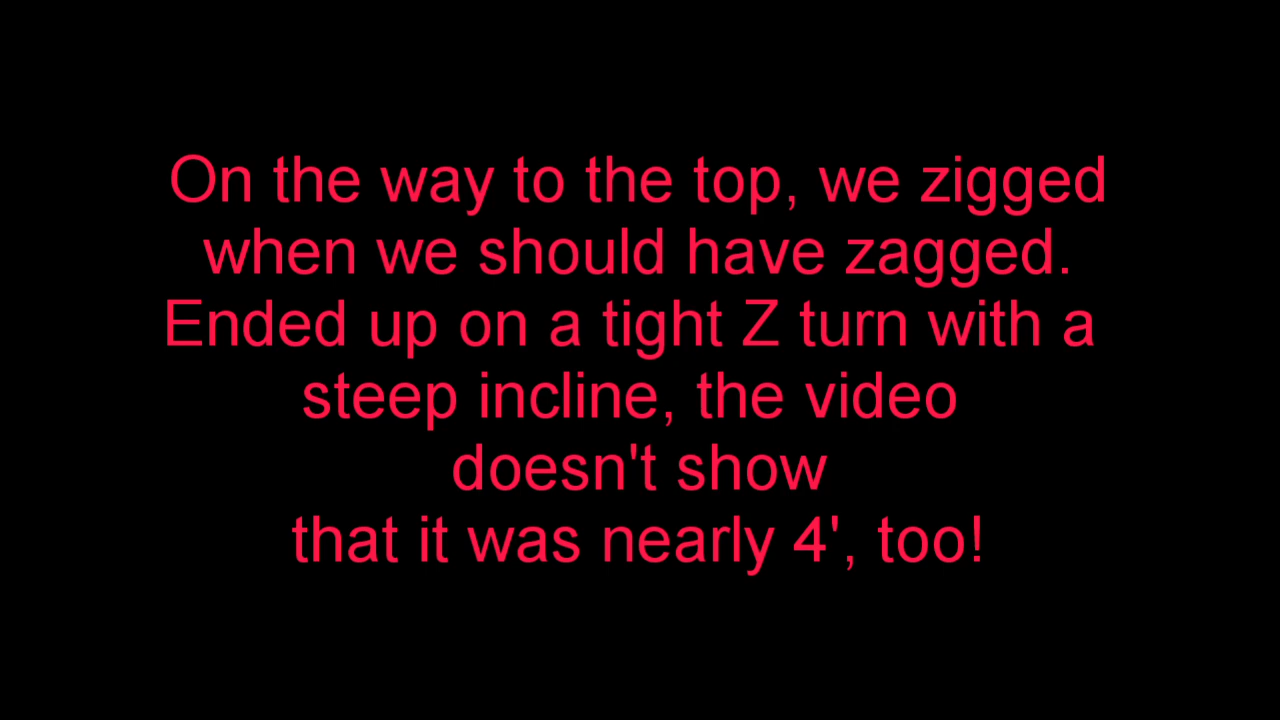 On the way to the top, we zigged
when we should have zagged.
Ended up on a tight Z turn with a
steep incline, the video
doesn't show
that it was nearly 4', too!